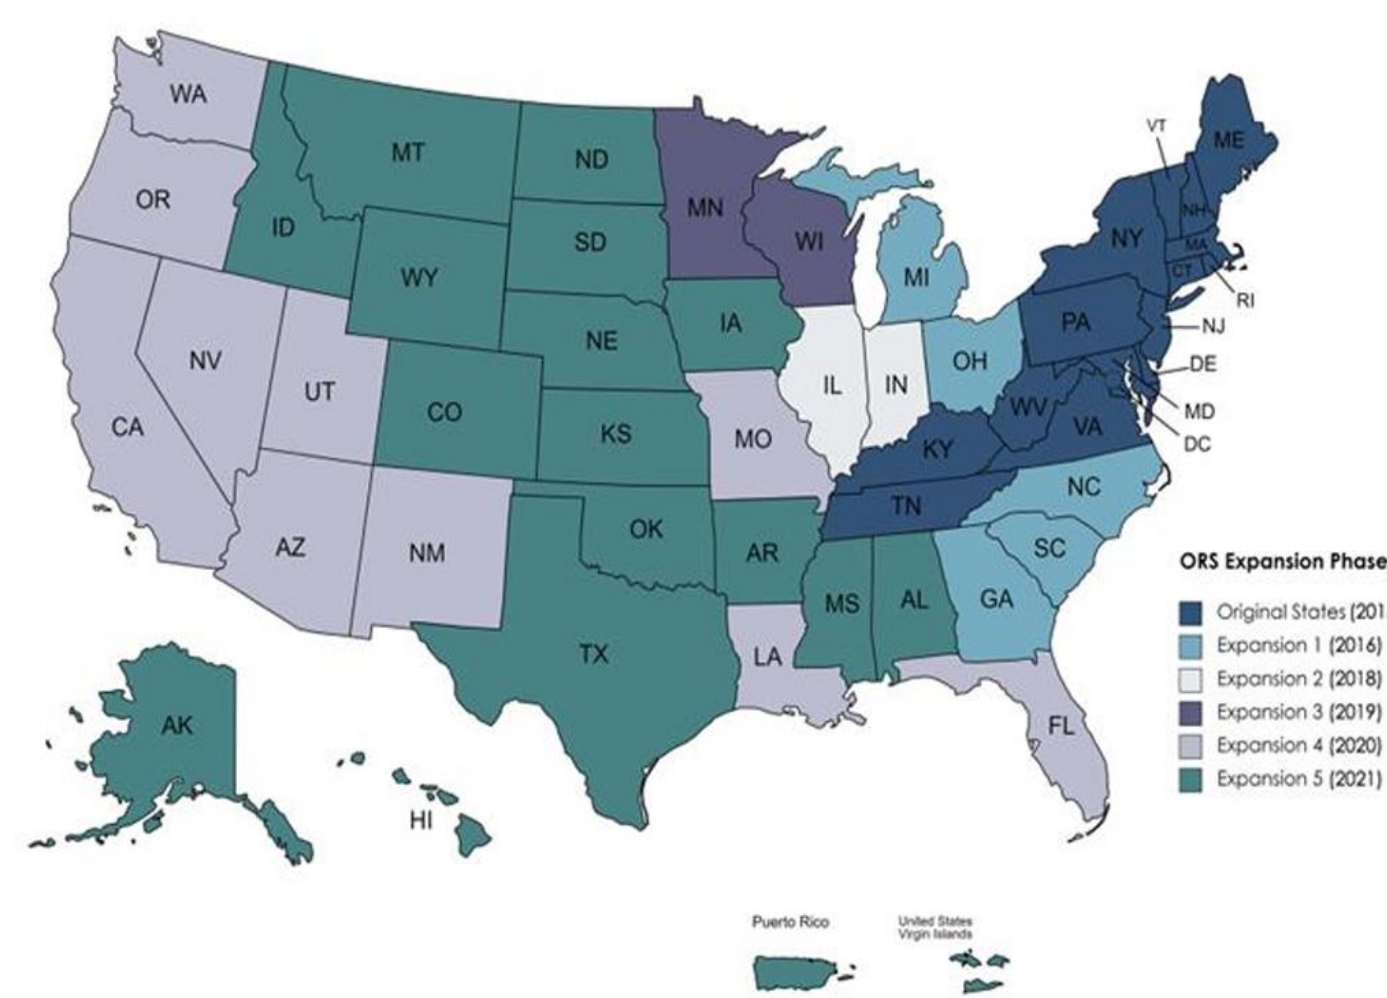 WA
MT
ND
MN
VT
ME
OR
ID
SD
WI
NY
NH
MA
CT
RI
WY
MI
PA
NJ
IA
NE
OH
DE
NV
UT
CO
IL
IN
WV
MD
CA
KS
MO
KY
VA
DC
NC
TN
AZ
NM
OK
AR
SC
MS
AL
GA
TX
LA
FL
AK
HI
ORS Expansion Phase
Original States (201
Expansion 1 (2016)
Expansion 2 (2018)
Expansion 3 (2019)
Expansion 4 (2020)
Expansion 5 (2021)
Puerto Rico
United States
Virgin Islands